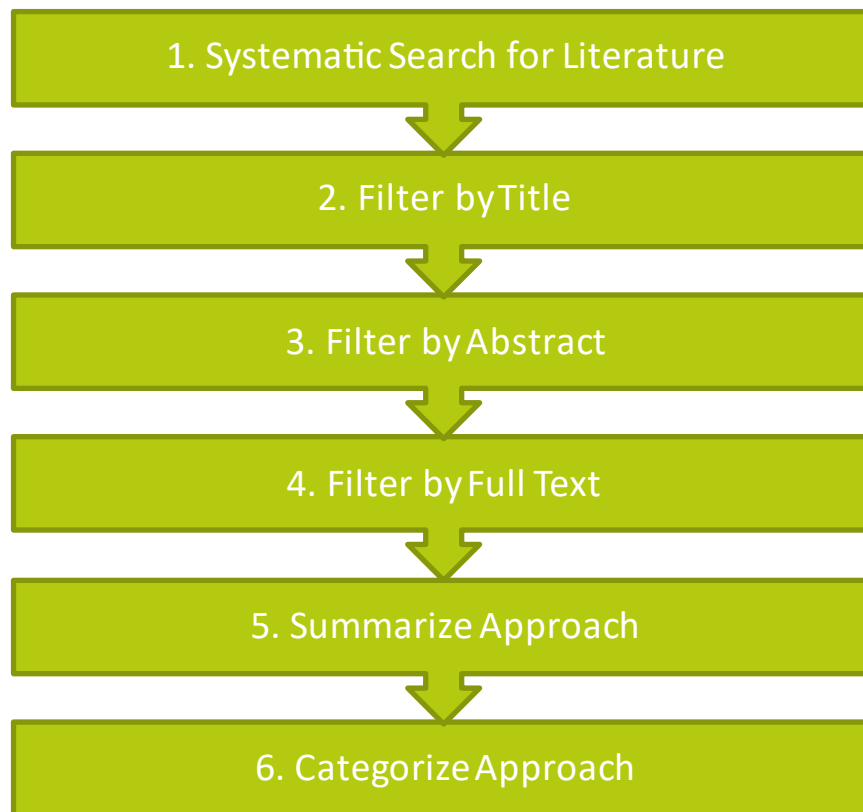 1. Systematic Search for Literature
2. Filter by Title
3. Filter by Abstract
4. Filter by Full Text
5. Summarize Approach
6. Categorize Approach